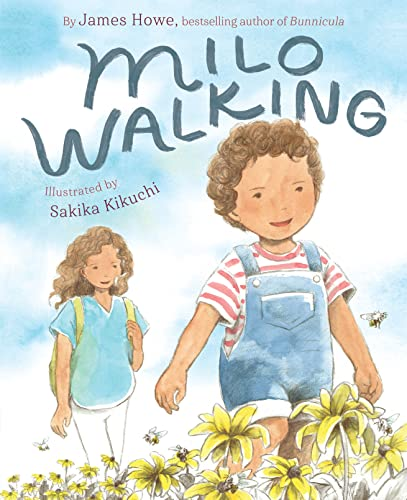 By James Howe, bestselling author of Bunnicula
MILO
WALKING
Illustrated by
Sakika Kikuchi